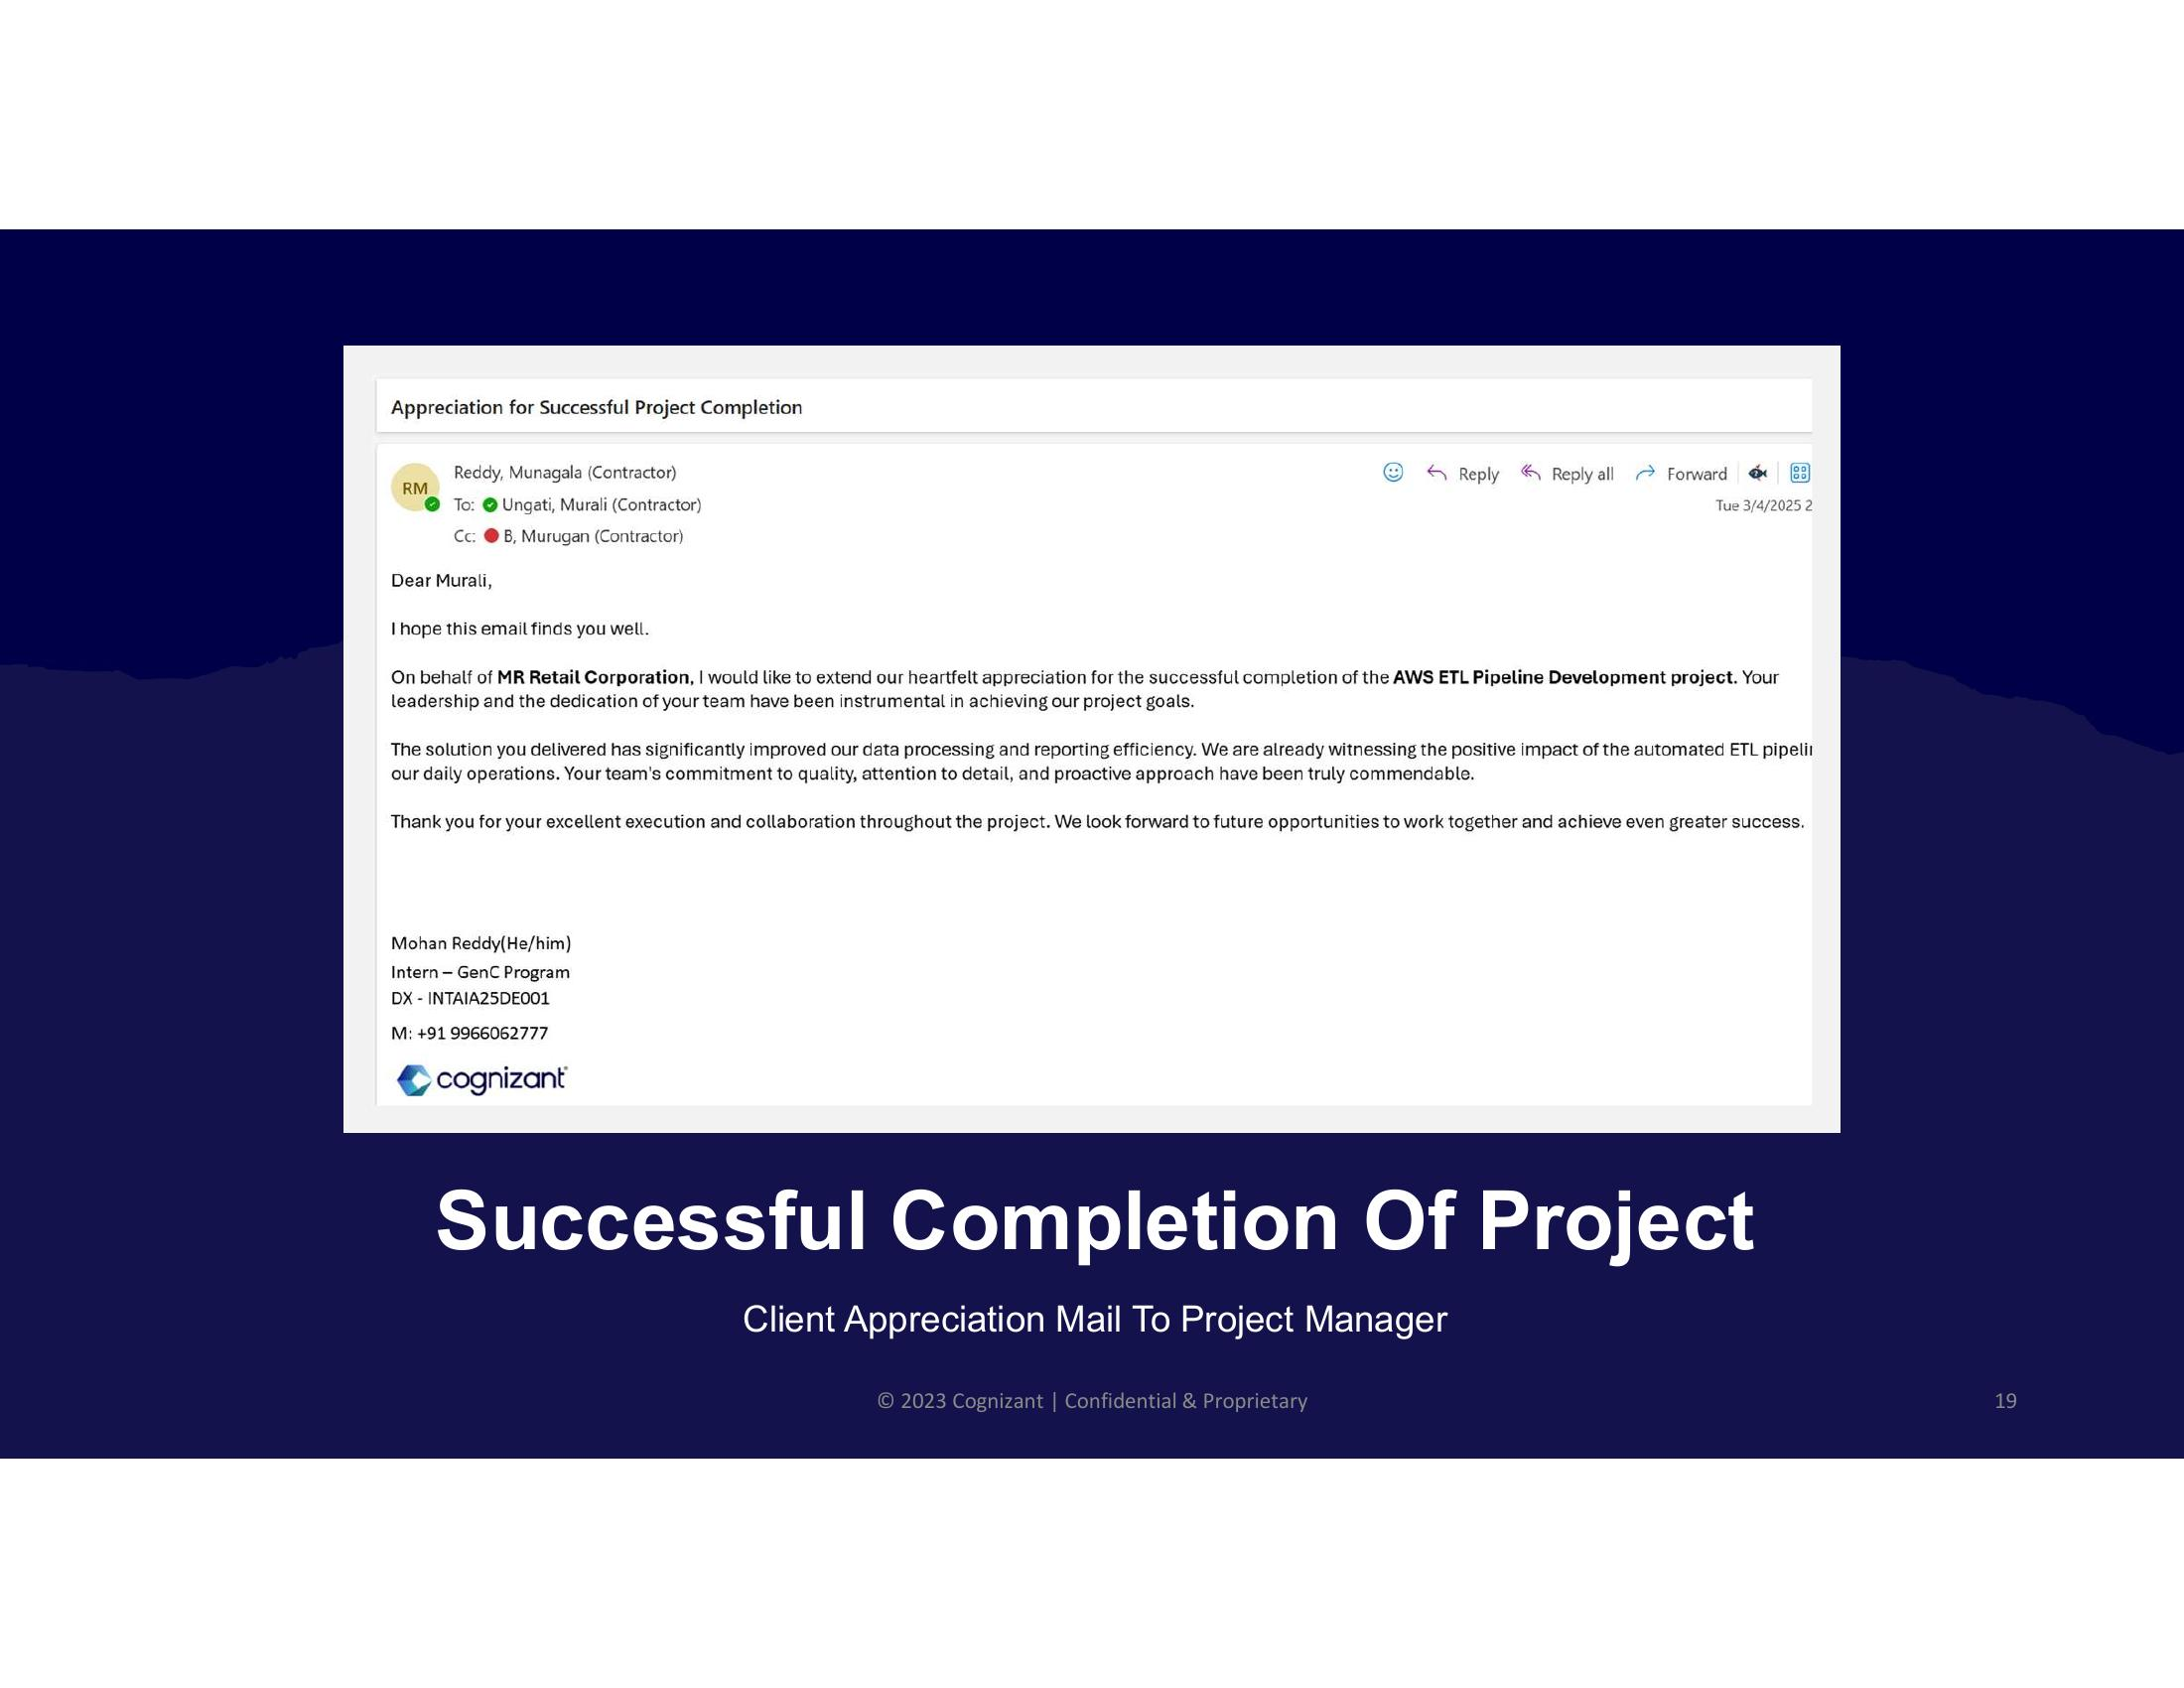 Appreciation for Successful Project Completion
RM
Reddy, Munagala (Contractor)
To: Ungati, Murali (Contractor)
Cc: B, Murugan (Contractor)
Reply Reply all Forward
Tue 3/4/2025 2
Dear Murali,
I hope this email finds you well.
On behalf of MR Retail Corporation, I would like to extend our heartfelt appreciation for the successful completion of the AWS ETL Pipeline Development project. Your
leadership and the dedication of your team have been instrumental in achieving our project goals.
The solution you delivered has significantly improved our data processing and reporting efficiency. We are already witnessing the positive impact of the automated ETL
our daily operations. Your team's commitment to quality, attention to detail, and proactive approach have been truly commendable.
Thank you for your excellent execution and collaboration throughout the project. We look forward to future opportunities to work together and achieve even greater success.
Mohan Reddy(He/him)
Intern – GenC Program
DX - INTAIA25DE001
M: +91 9966062777
cognizant
Successful Completion Of Project
Client Appreciation Mail To Project Manager
© 2023 Cognizant | Confidential & Proprietary
19